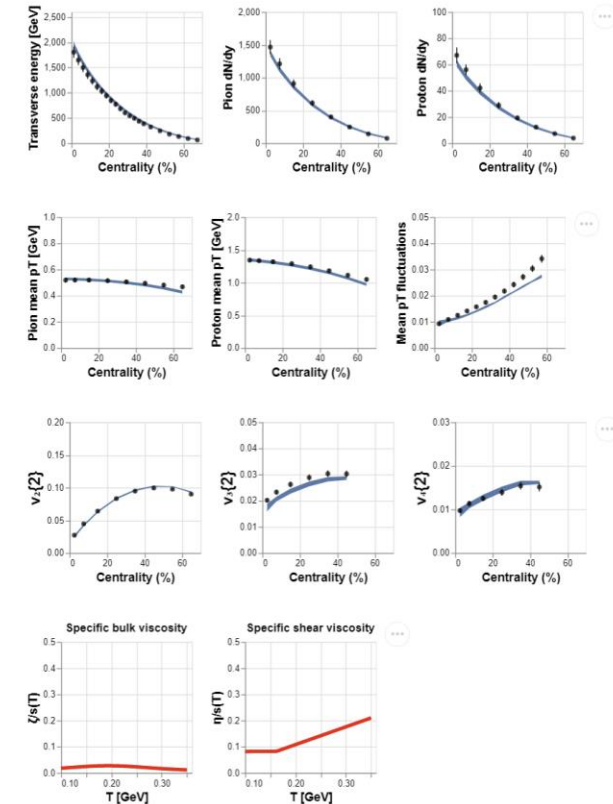 Transverse energy [GeV]
2,500
2,000
1,500
1,000
500
0
0 20 40 60
Centrality (%)
Pion dN/dy
2.000
1.500
1.000
500
0
0 20 40 60
Centrality (%)
Proton dN/dy
100
80
60
40
20
0
0 20 40 60
Centrality (%)
Pion mean pT [GeV]
1.0
0.8
0.6
0.4
0.2
0.0
0 20 40 60
Centrality (%)
Proton mean pT [GeV]
2.0
1.5
1.0
0.5
0.0
0 20 40 60
Centrality (%)
Mean pT fluctuations
0.05
0.04
0.03
0.02
0.01
0.00
0 20 40 60
Centrality (%)
v₂{2}
0.20
0.15
0.10
0.05
0.00
0 20 40 60
Centrality (%)
v₃{2}
0.05
0.04
0.03
0.02
0.01
0.00
0 20 40 60
Centrality (%)
v₄{2}
0.03
0.02
0.01
0.00
0 20 40 60
Centrality (%)
Specific bulk viscosity
ζ/s(T)
0.5
0.4
0.3
0.2
0.1
0.0
0.10 0.20 0.30
T [GeV]
Specific shear viscosity
η/s(T)
0.5
0.4
0.3
0.2
0.1
0.0
0.10 0.20 0.30
T [GeV]